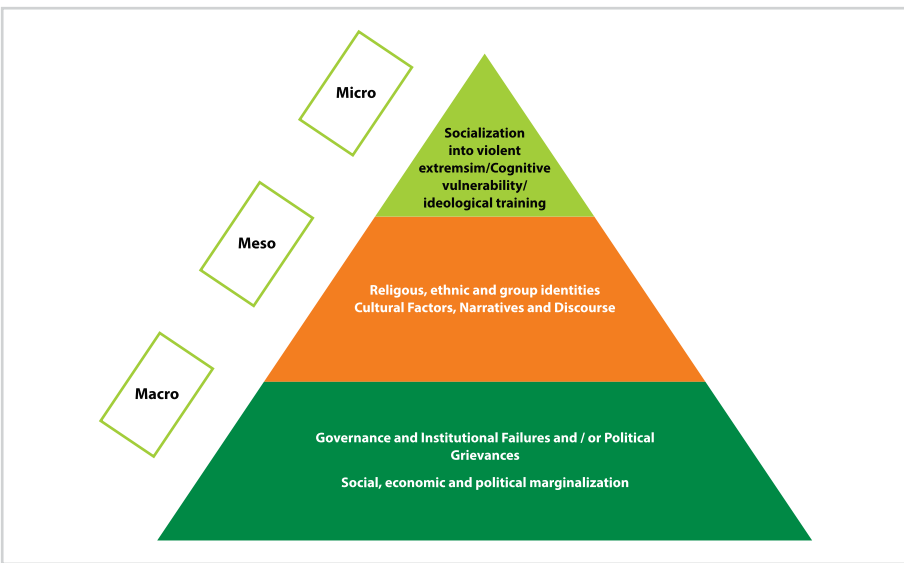 Micro
Socialization
into violent
extremsim/Cognitive
vulnerability/
ideological training
Meso
Religous, ethnic and group identities
Cultural Factors, Narratives and Discourse
Macro
Governance and Institutional Failures and / or Political
Grievances
Social, economic and political marginalization